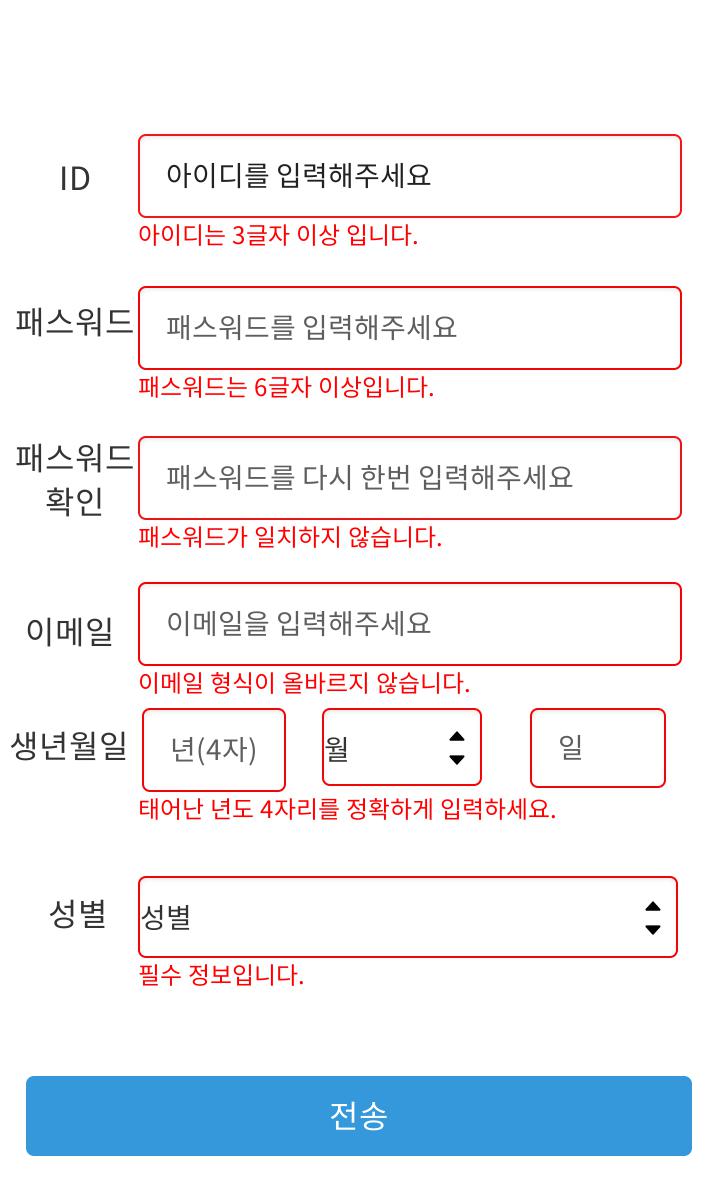 ID
아이디를 입력해주세요
아이디는 3글자 이상 입니다.
패스워드
패스워드를 입력해주세요
패스워드는 6글자 이상입니다.
패스워드
확인
패스워드를 다시 한번 입력해주세요
패스워드가 일치하지 않습니다.
이메일
이메일을 입력해주세요
이메일 형식이 올바르지 않습니다.
생년월일
년(4자)
월
일
태어난 년도 4자리를 정확하게 입력하세요.
성별
성별
필수 정보입니다.
전송